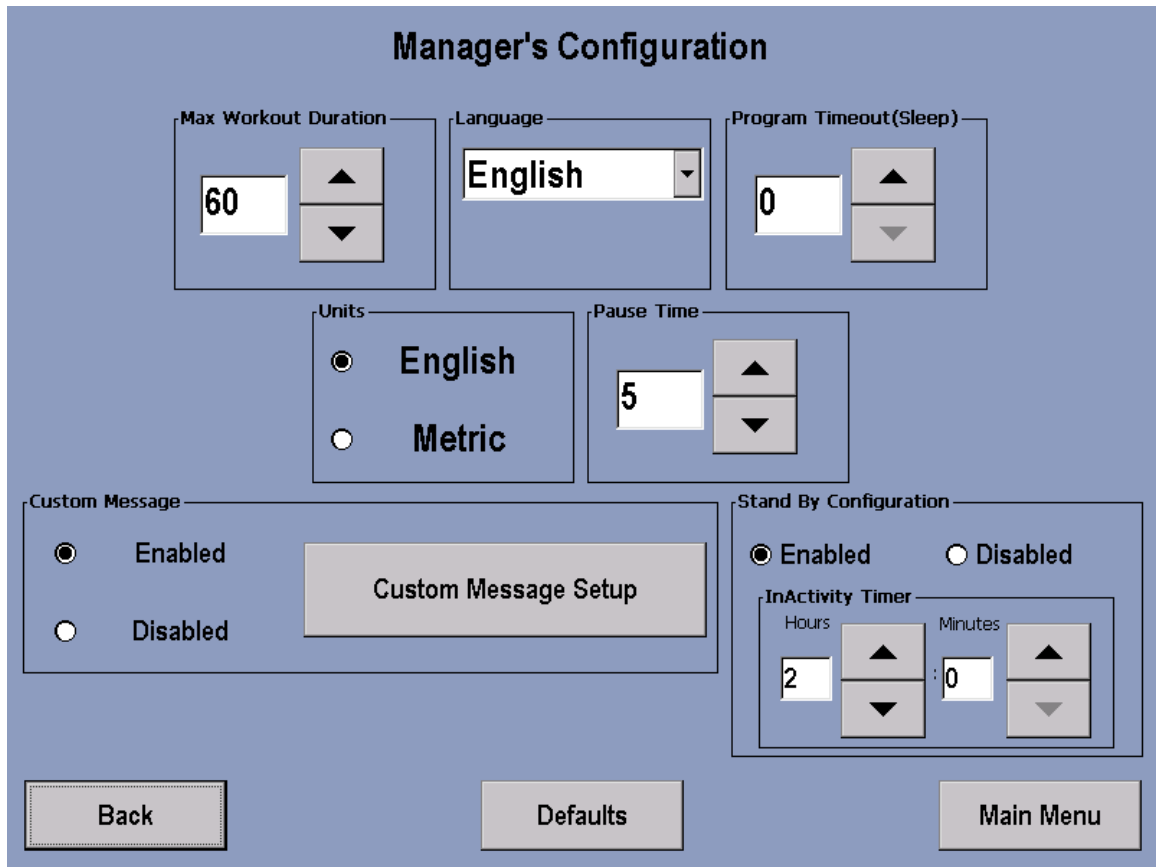 Manager's Configuration
Max Workout Duration
60
Language
English
Program Timeout(Sleep)
0
Units
English
Metric
Pause Time
5
Custom Message
Enabled
Disabled
Custom Message Setup
Stand By Configuration
Enabled Disabled
InActivity Timer
Hours Minutes
2 : 0
Back Defaults Main Menu